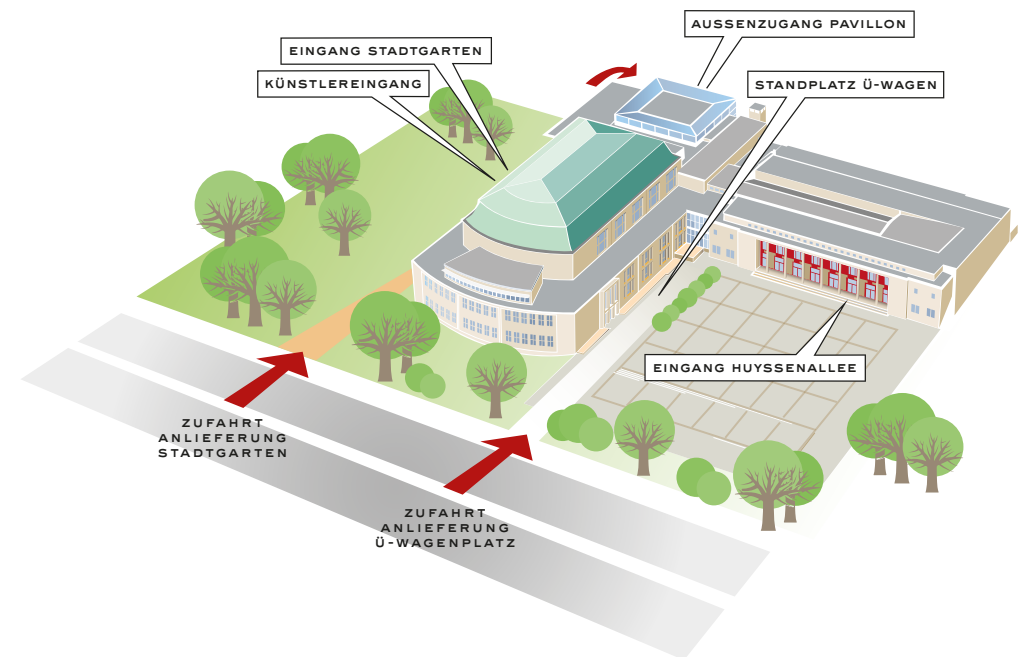 AUSSENZUGANG PAVILLON
EINGANG STADTGARTEN
KÜNSTLEREINGANG
STANDPLATZ Ü-WAGEN
EINGANG HUYSSENALLEE
ZUFAHRT
ANLIEFERUNG
STADTGARTEN
ZUFAHRT
ANLIEFERUNG
Ü-WAGENPLATZ